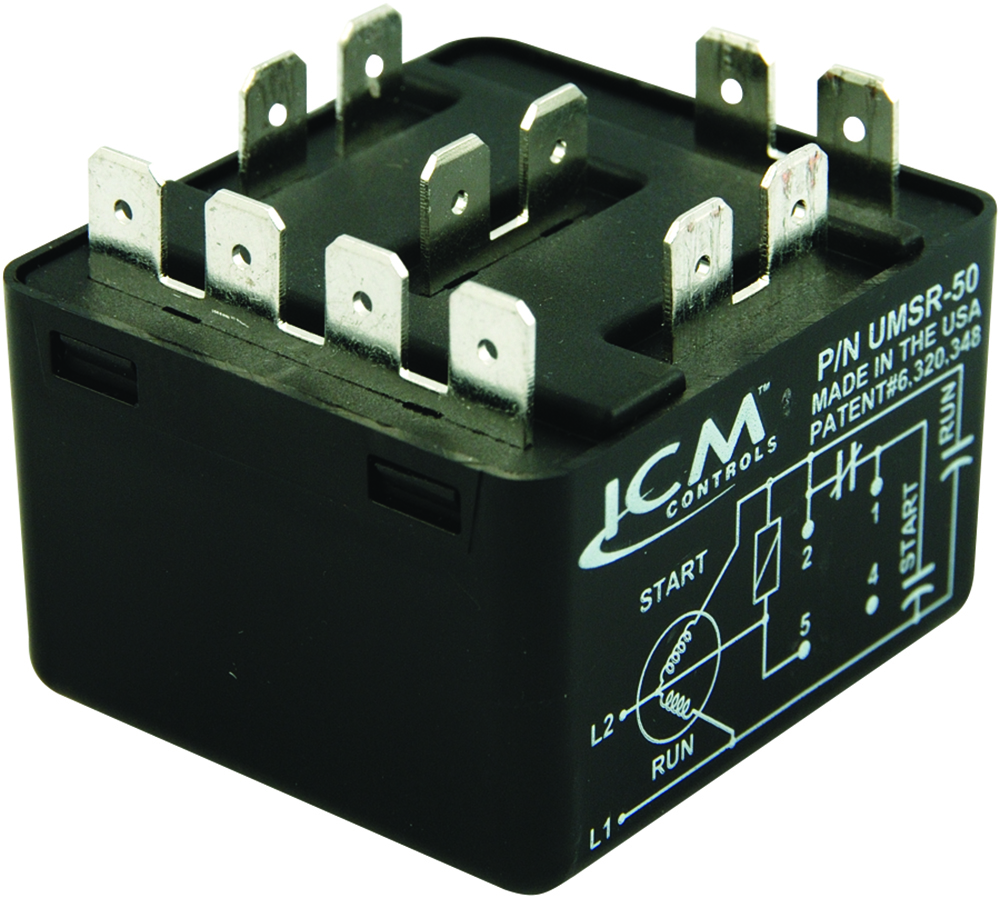 P/N UMSR-50
MADE IN THE USA
PATENT#6,320,348
ICM™
CONTROLS
RUN
START
1
2
4
5
START
L2
RUN
L1